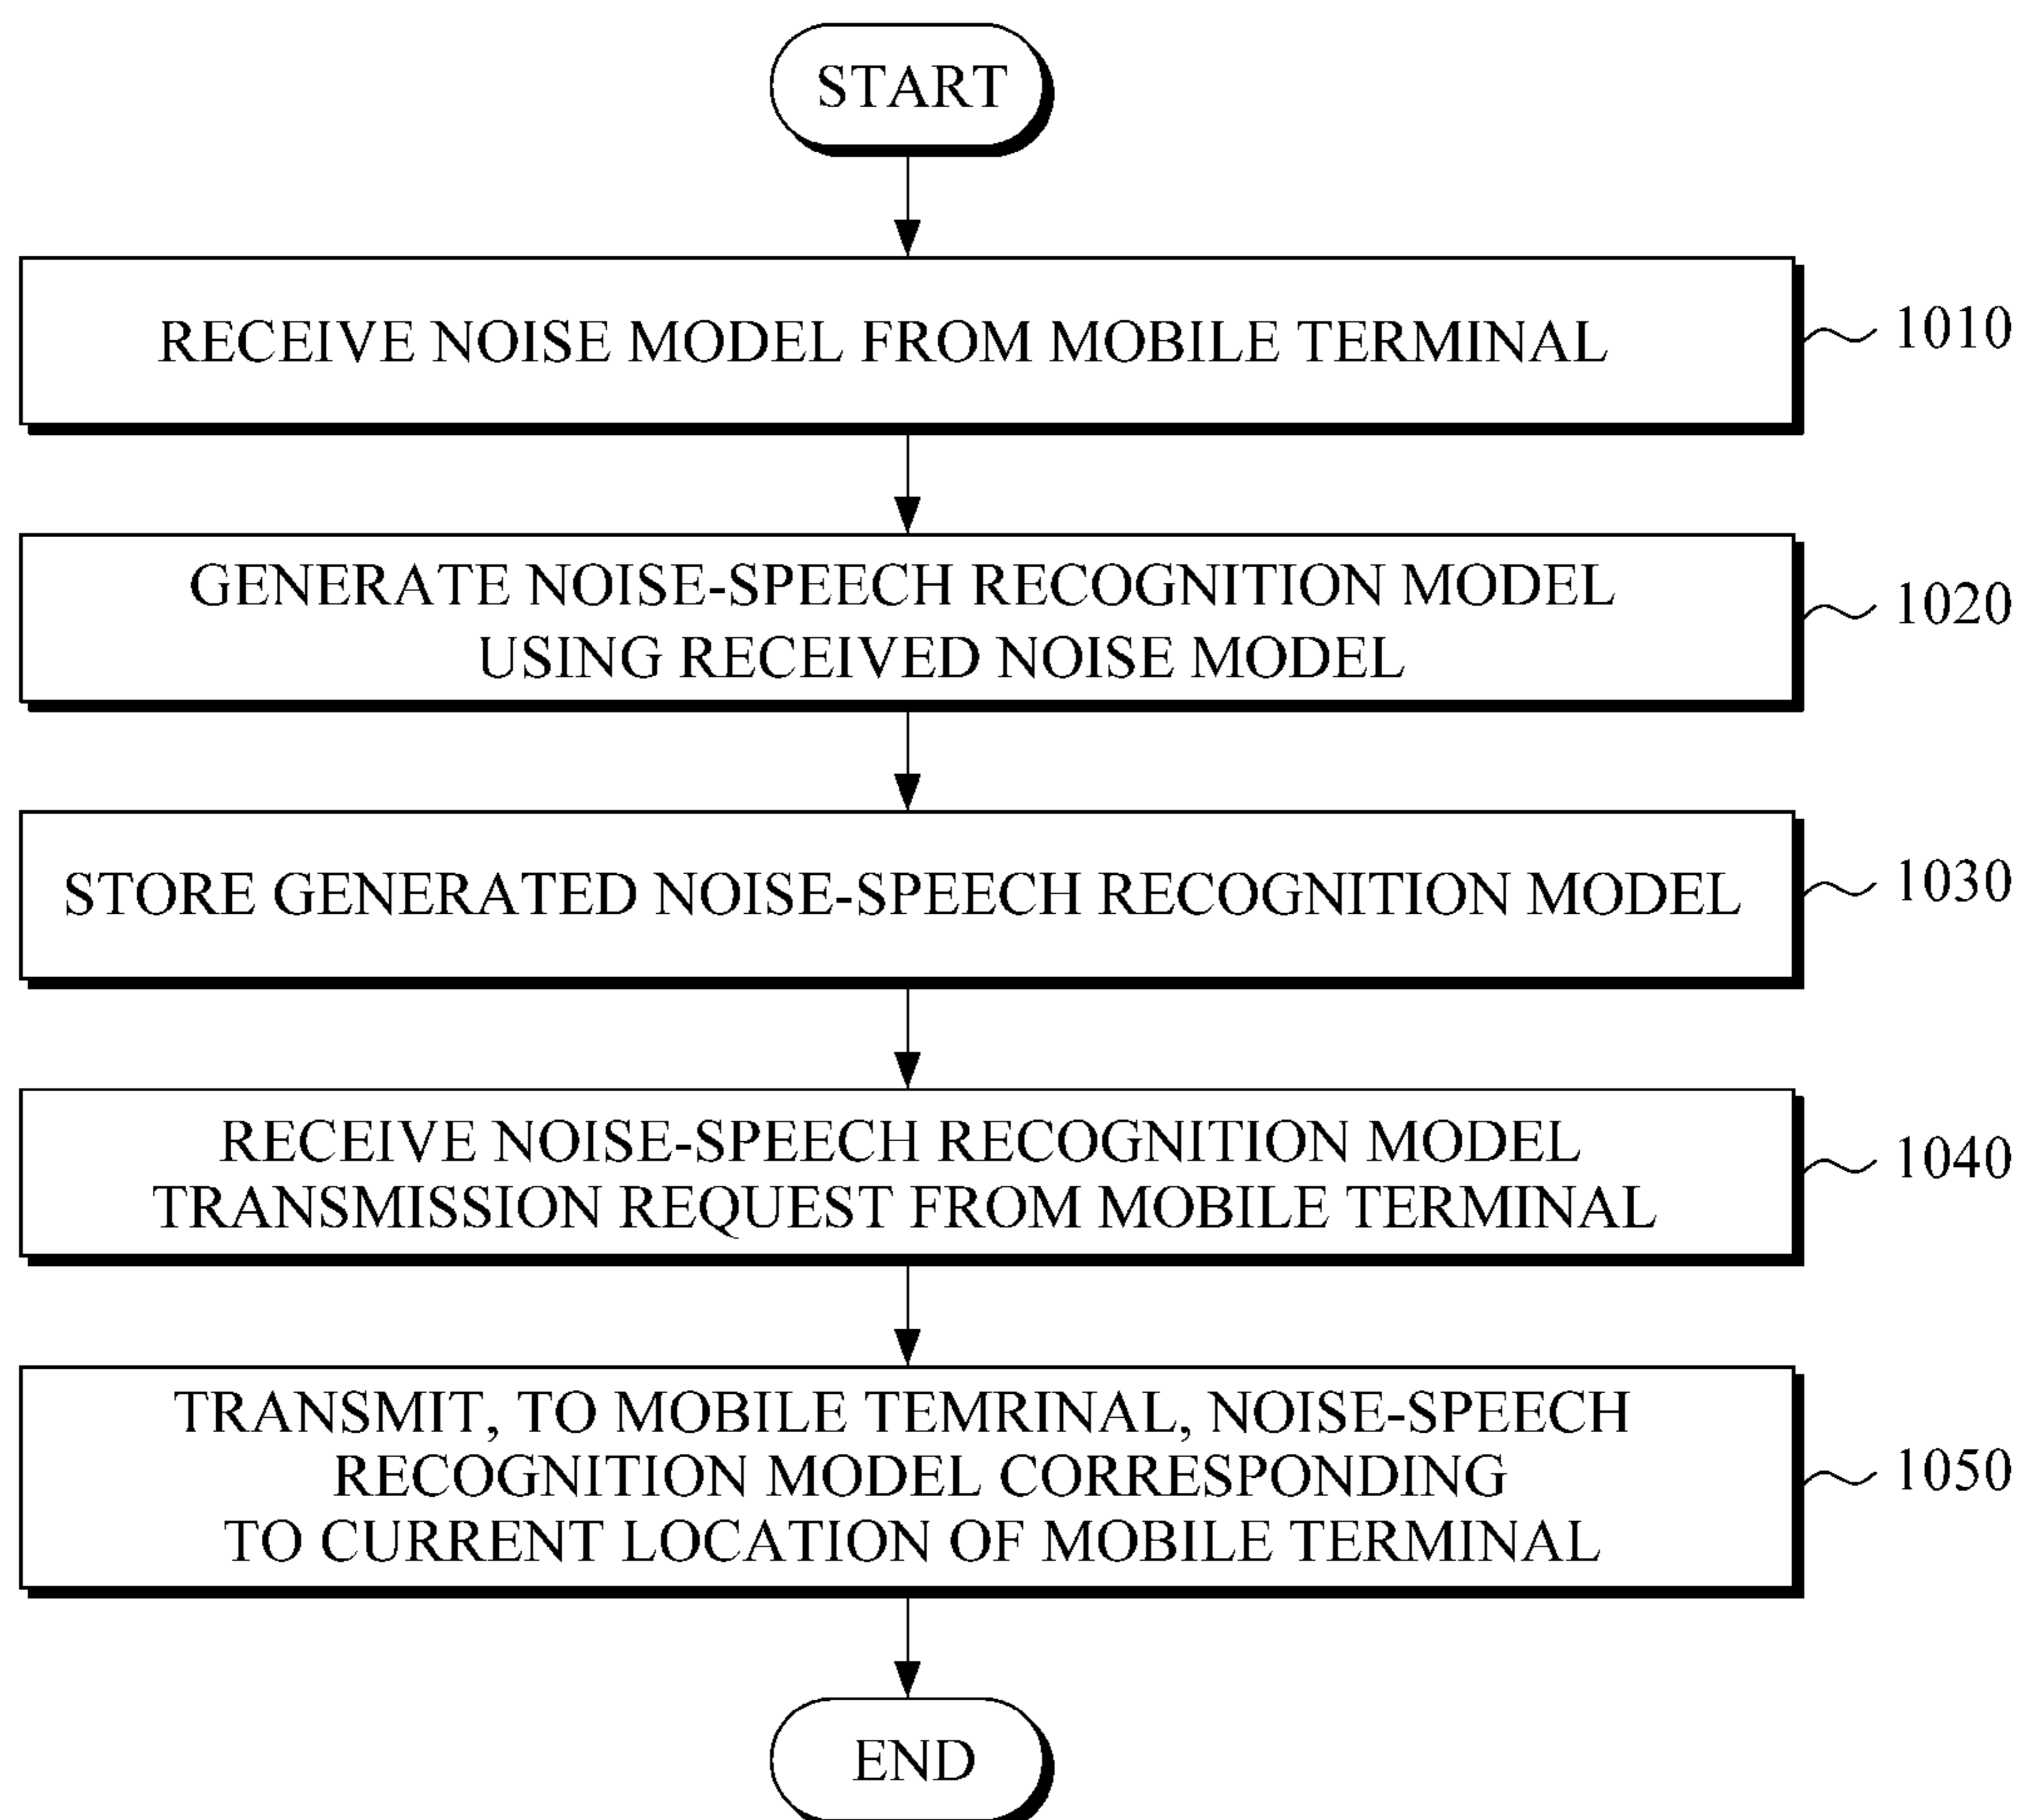 START
RECEIVE NOISE MODEL FROM MOBILE TERMINAL
1010
GENERATE NOISE-SPEECH RECOGNITION MODEL
USING RECEIVED NOISE MODEL
1020
STORE GENERATED NOISE-SPEECH RECOGNITION MODEL
1030
RECEIVE NOISE-SPEECH RECOGNITION MODEL
TRANSMISSION REQUEST FROM MOBILE TERMINAL
1040
TRANSMIT, TO MOBILE TEMRINAL, NOISE-SPEECH
RECOGNITION MODEL CORRESPONDING
TO CURRENT LOCATION OF MOBILE TERMINAL
1050
END